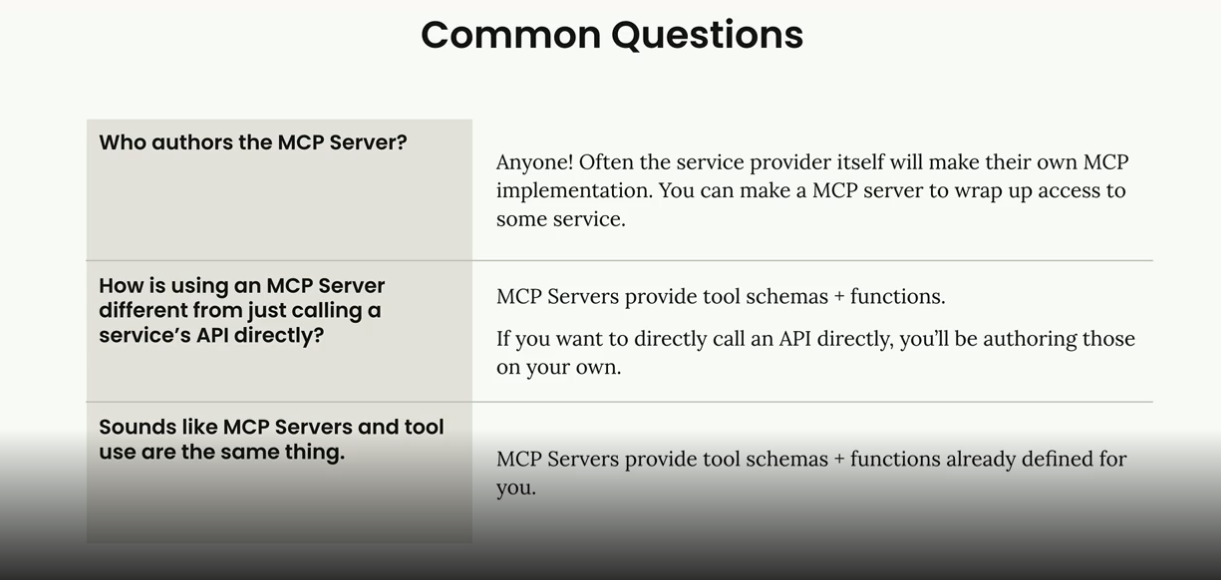 Common Questions
Who authors the MCP Server?
Anyone! Often the service provider itself will make their own MCP
implementation. You can make a MCP server to wrap up access to
some service.
How is using an MCP Server
different from just calling a
service's API directly?
MCP Servers provide tool schemas + functions.
If you want to directly call an API directly, you'll be authoring those
on your own.
Sounds like MCP Servers and tool
use are the same thing.
MCP Servers provide tool schemas + functions already defined for
you.